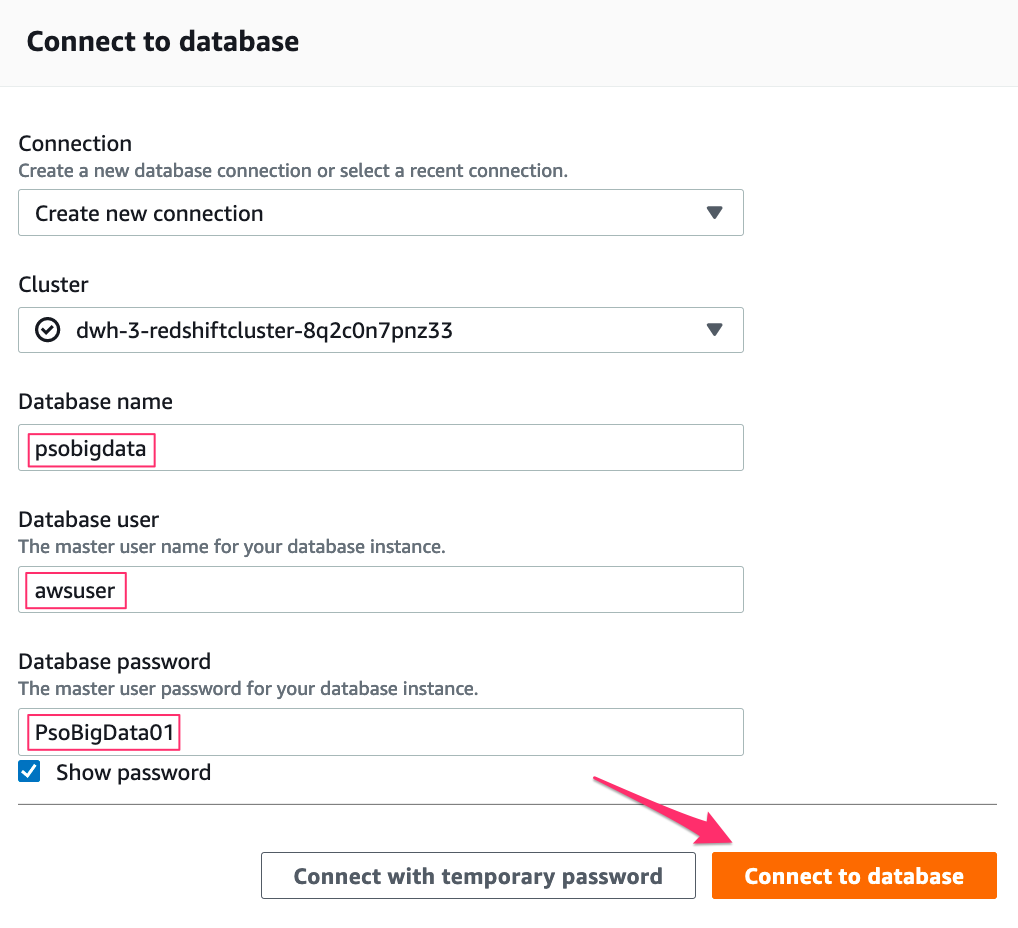 Connect to database
Connection
Create a new database connection or select a recent connection.
Create new connection
Cluster
dwh-3-redshiftcluster-8q2c0n7pnz33
Database name
psobigdata
Database user
The master user name for your database instance.
awsuser
Database password
The master user password for your database instance.
PsoBigData01
Show password
Connect with temporary password
Connect to database